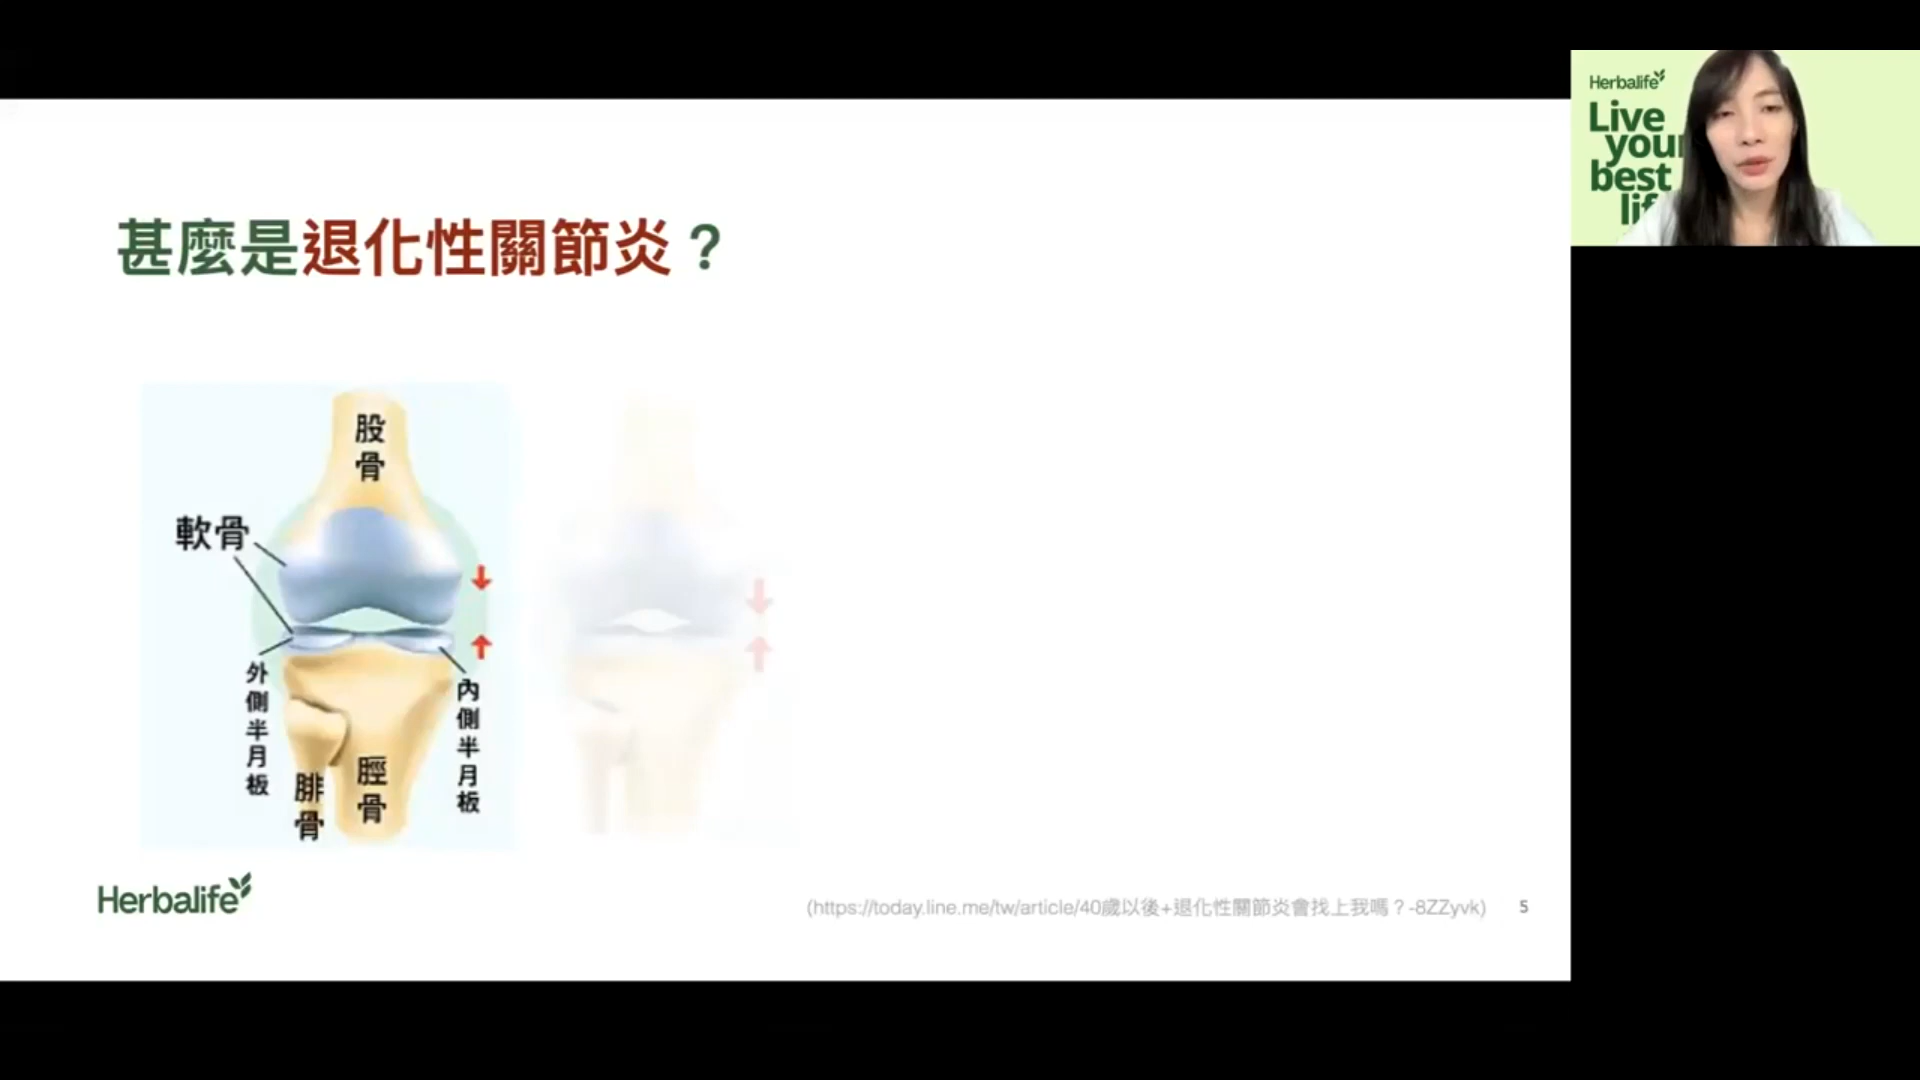 Herbalife
Live
your
best
lif
甚麼是退化性關節炎？
股骨
軟骨
外側半月板
內側半月板
腓骨
脛骨
Herbalife
(https://today.line.me/tw/article/40歲以後+退化性關節炎會找上我嗎？-8ZZyvk)
5